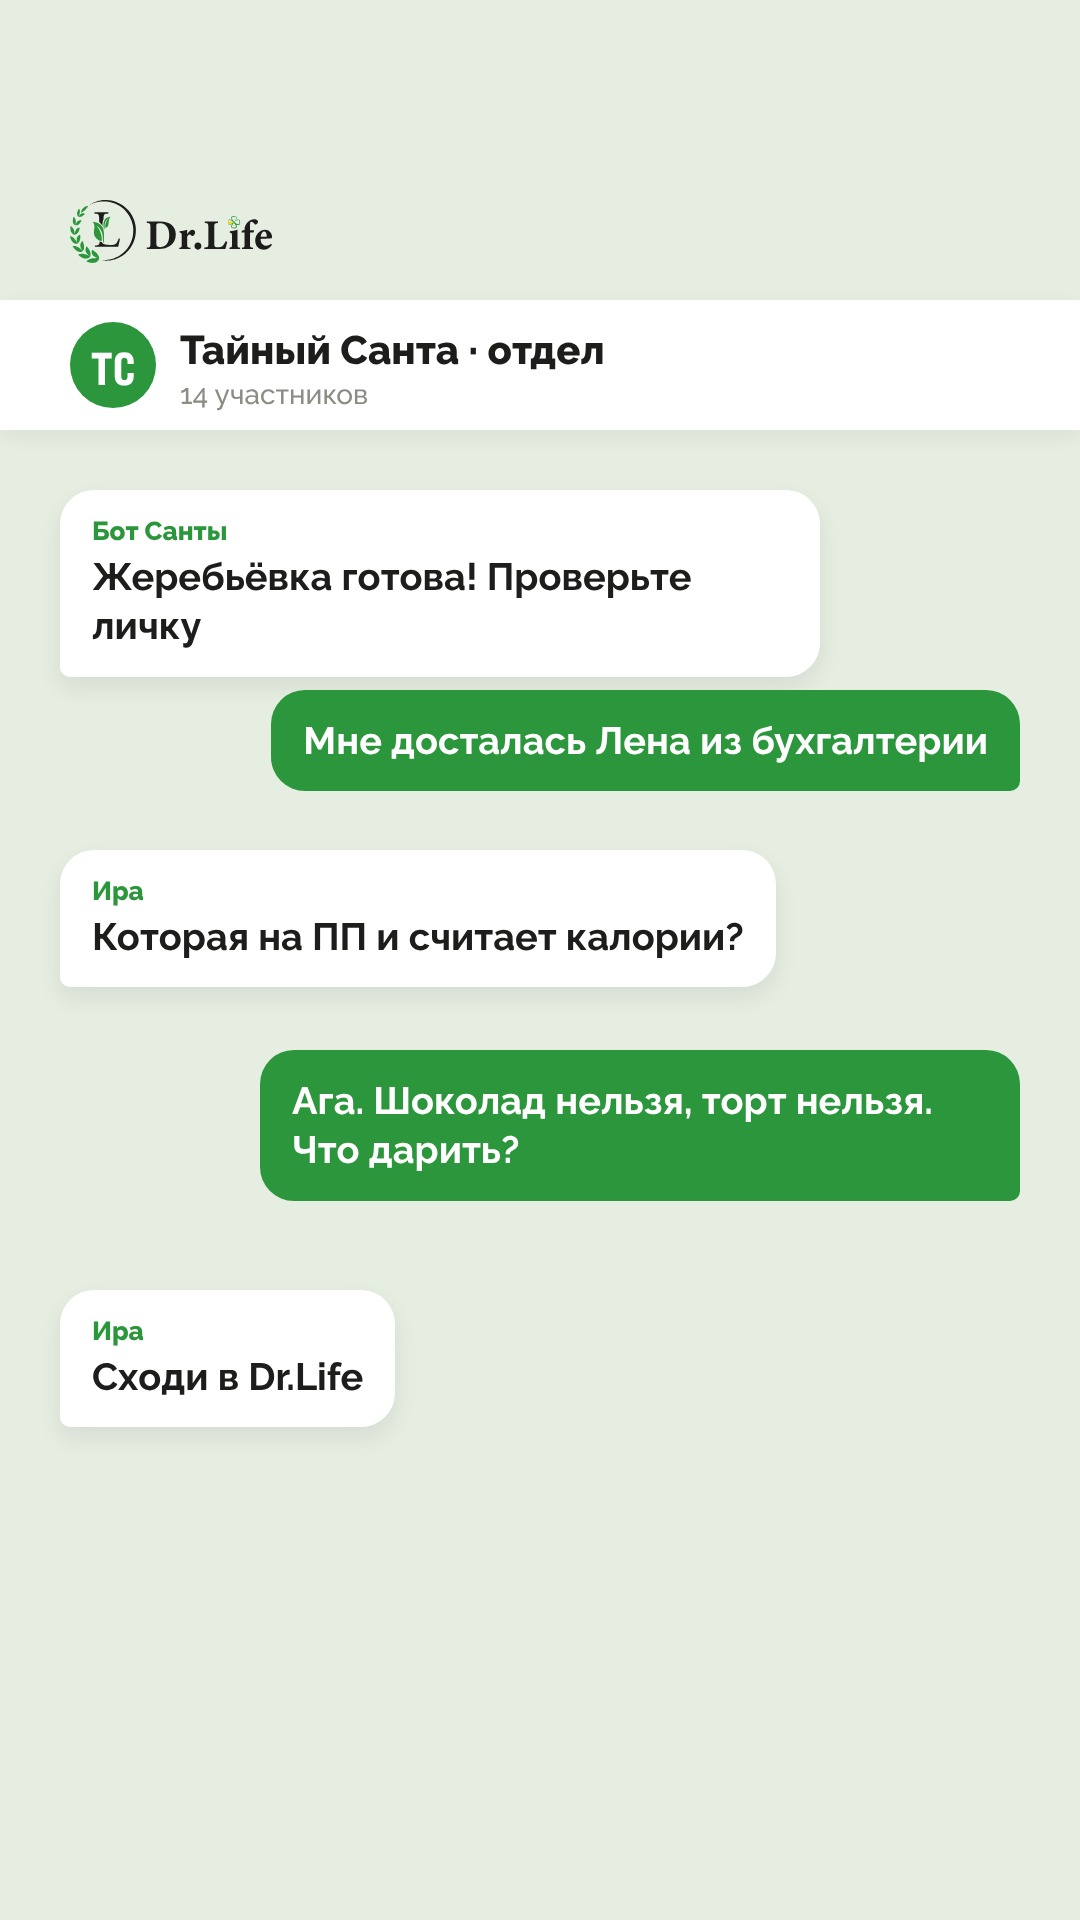 L Dr.Life
ТС
Тайный Санта · отдел
14 участников
Бот Санты
Жеребьёвка готова! Проверьте
личку
Мне досталась Лена из бухгалтерии
Ира
Которая на ПП и считает калории?
Ага. Шоколад нельзя, торт нельзя.
Что дарить?
Ира
Сходи в Dr.Life